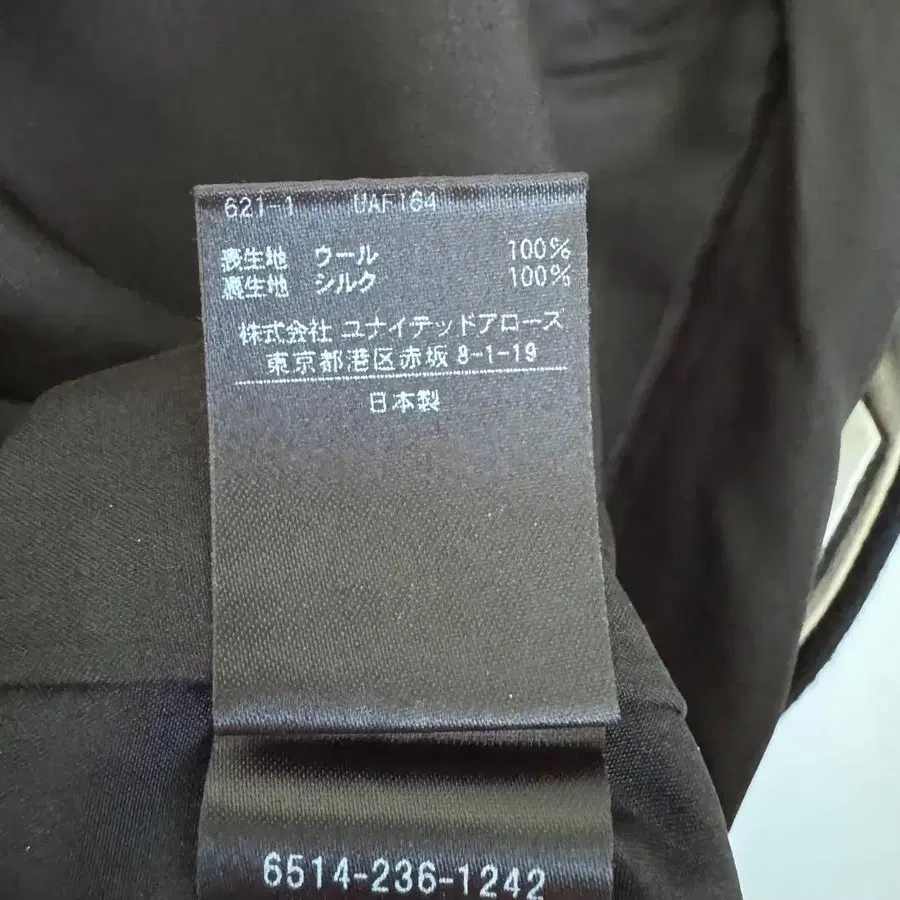 621-1 UAF164
表生地 ウール 100%
裏生地 シルク 100%
株式会社 ユナイテッドアローズ
東京都港区赤坂 8-1-19
日本製
6514-236-1242